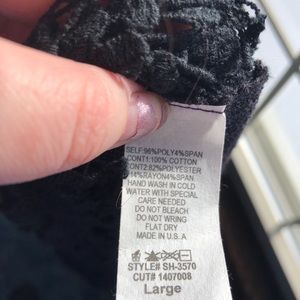 SELF:96%POLY4%SPAN
CONT1:100% COTTON
CONT2:82%POLYESTER
14%RAYON4%SPAN
HAND WASH IN COLD
WATER WITH SPECIAL
CARE NEEDED
DO NOT BLEACH
DO NOT WRING
FLAT DRY
MADE IN U.S.A
STYLE# SH-3570
CUT# 1407008
Large